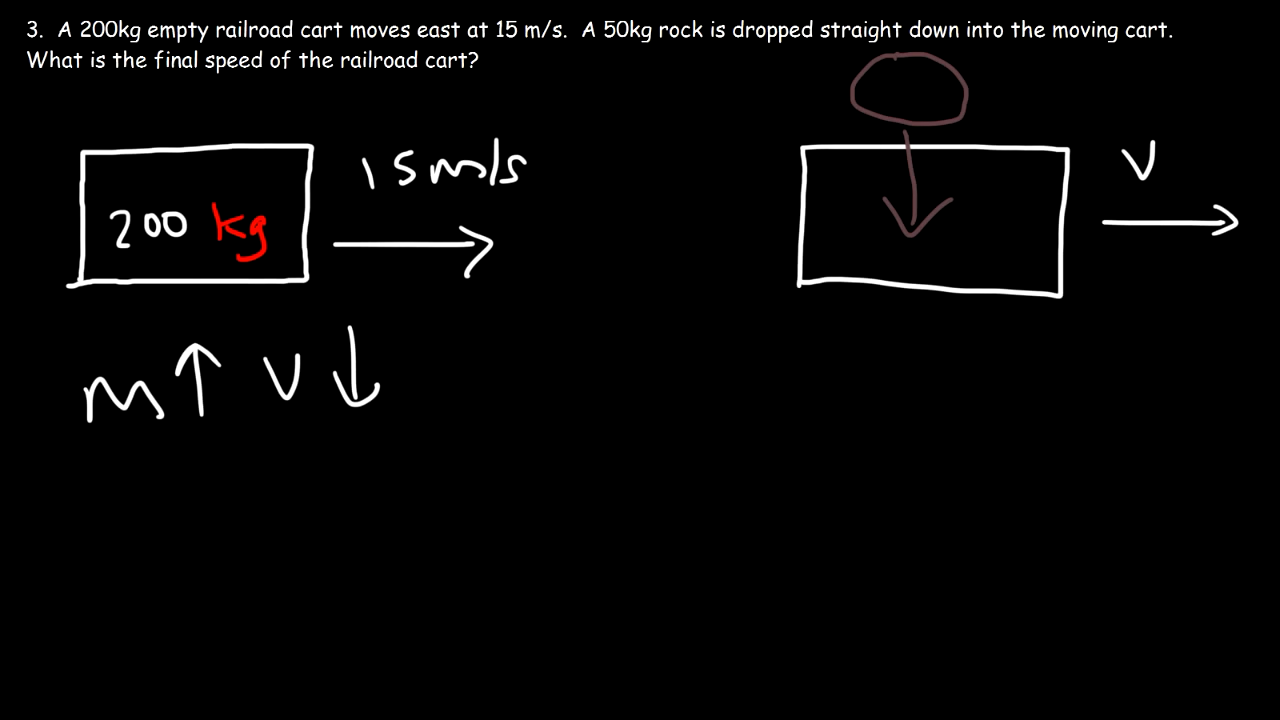 3. A 200kg empty railroad cart moves east at 15 m/s. A 50kg rock is dropped straight down into the moving cart.
What is the final speed of the railroad cart?
15 m/s
V
200 kg
m ↑ V ↓